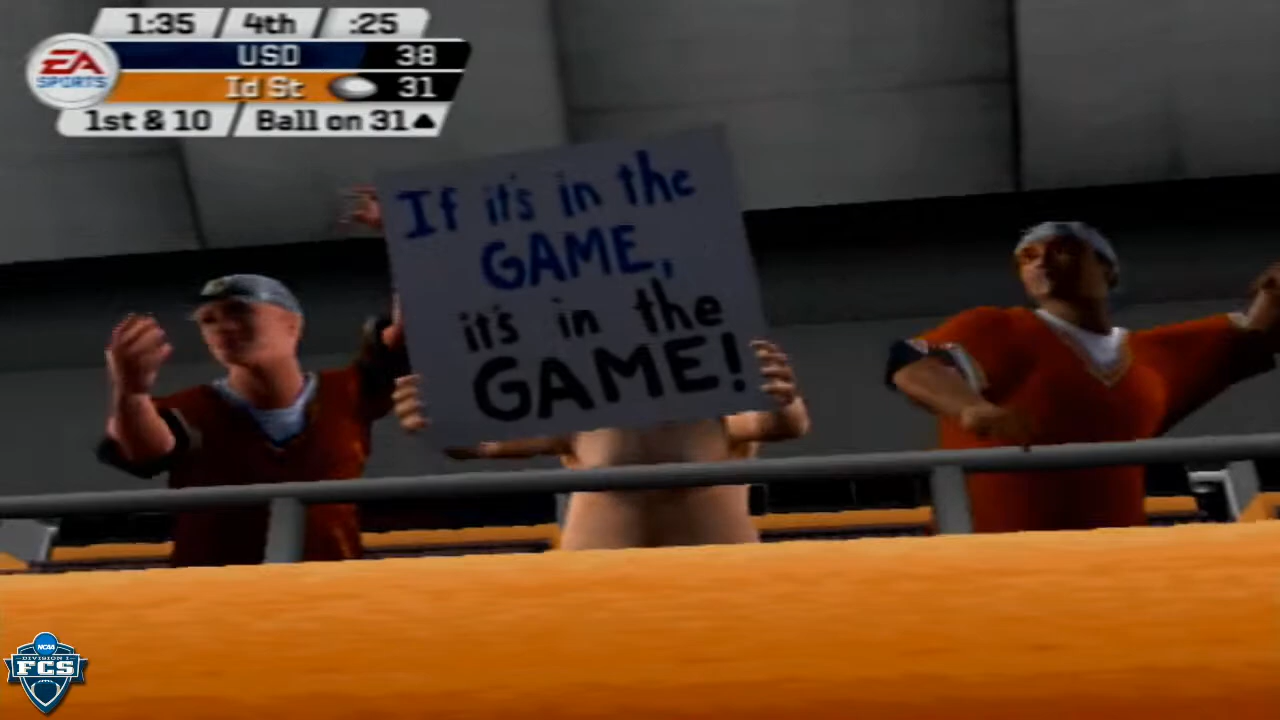 1:35 4th :25
EA SPORTS
USD 38
Id St 31
1st & 10 Ball on 31
If it's in the
GAME,
it's in the
GAME!
NCAA
DIVISION I
FCS